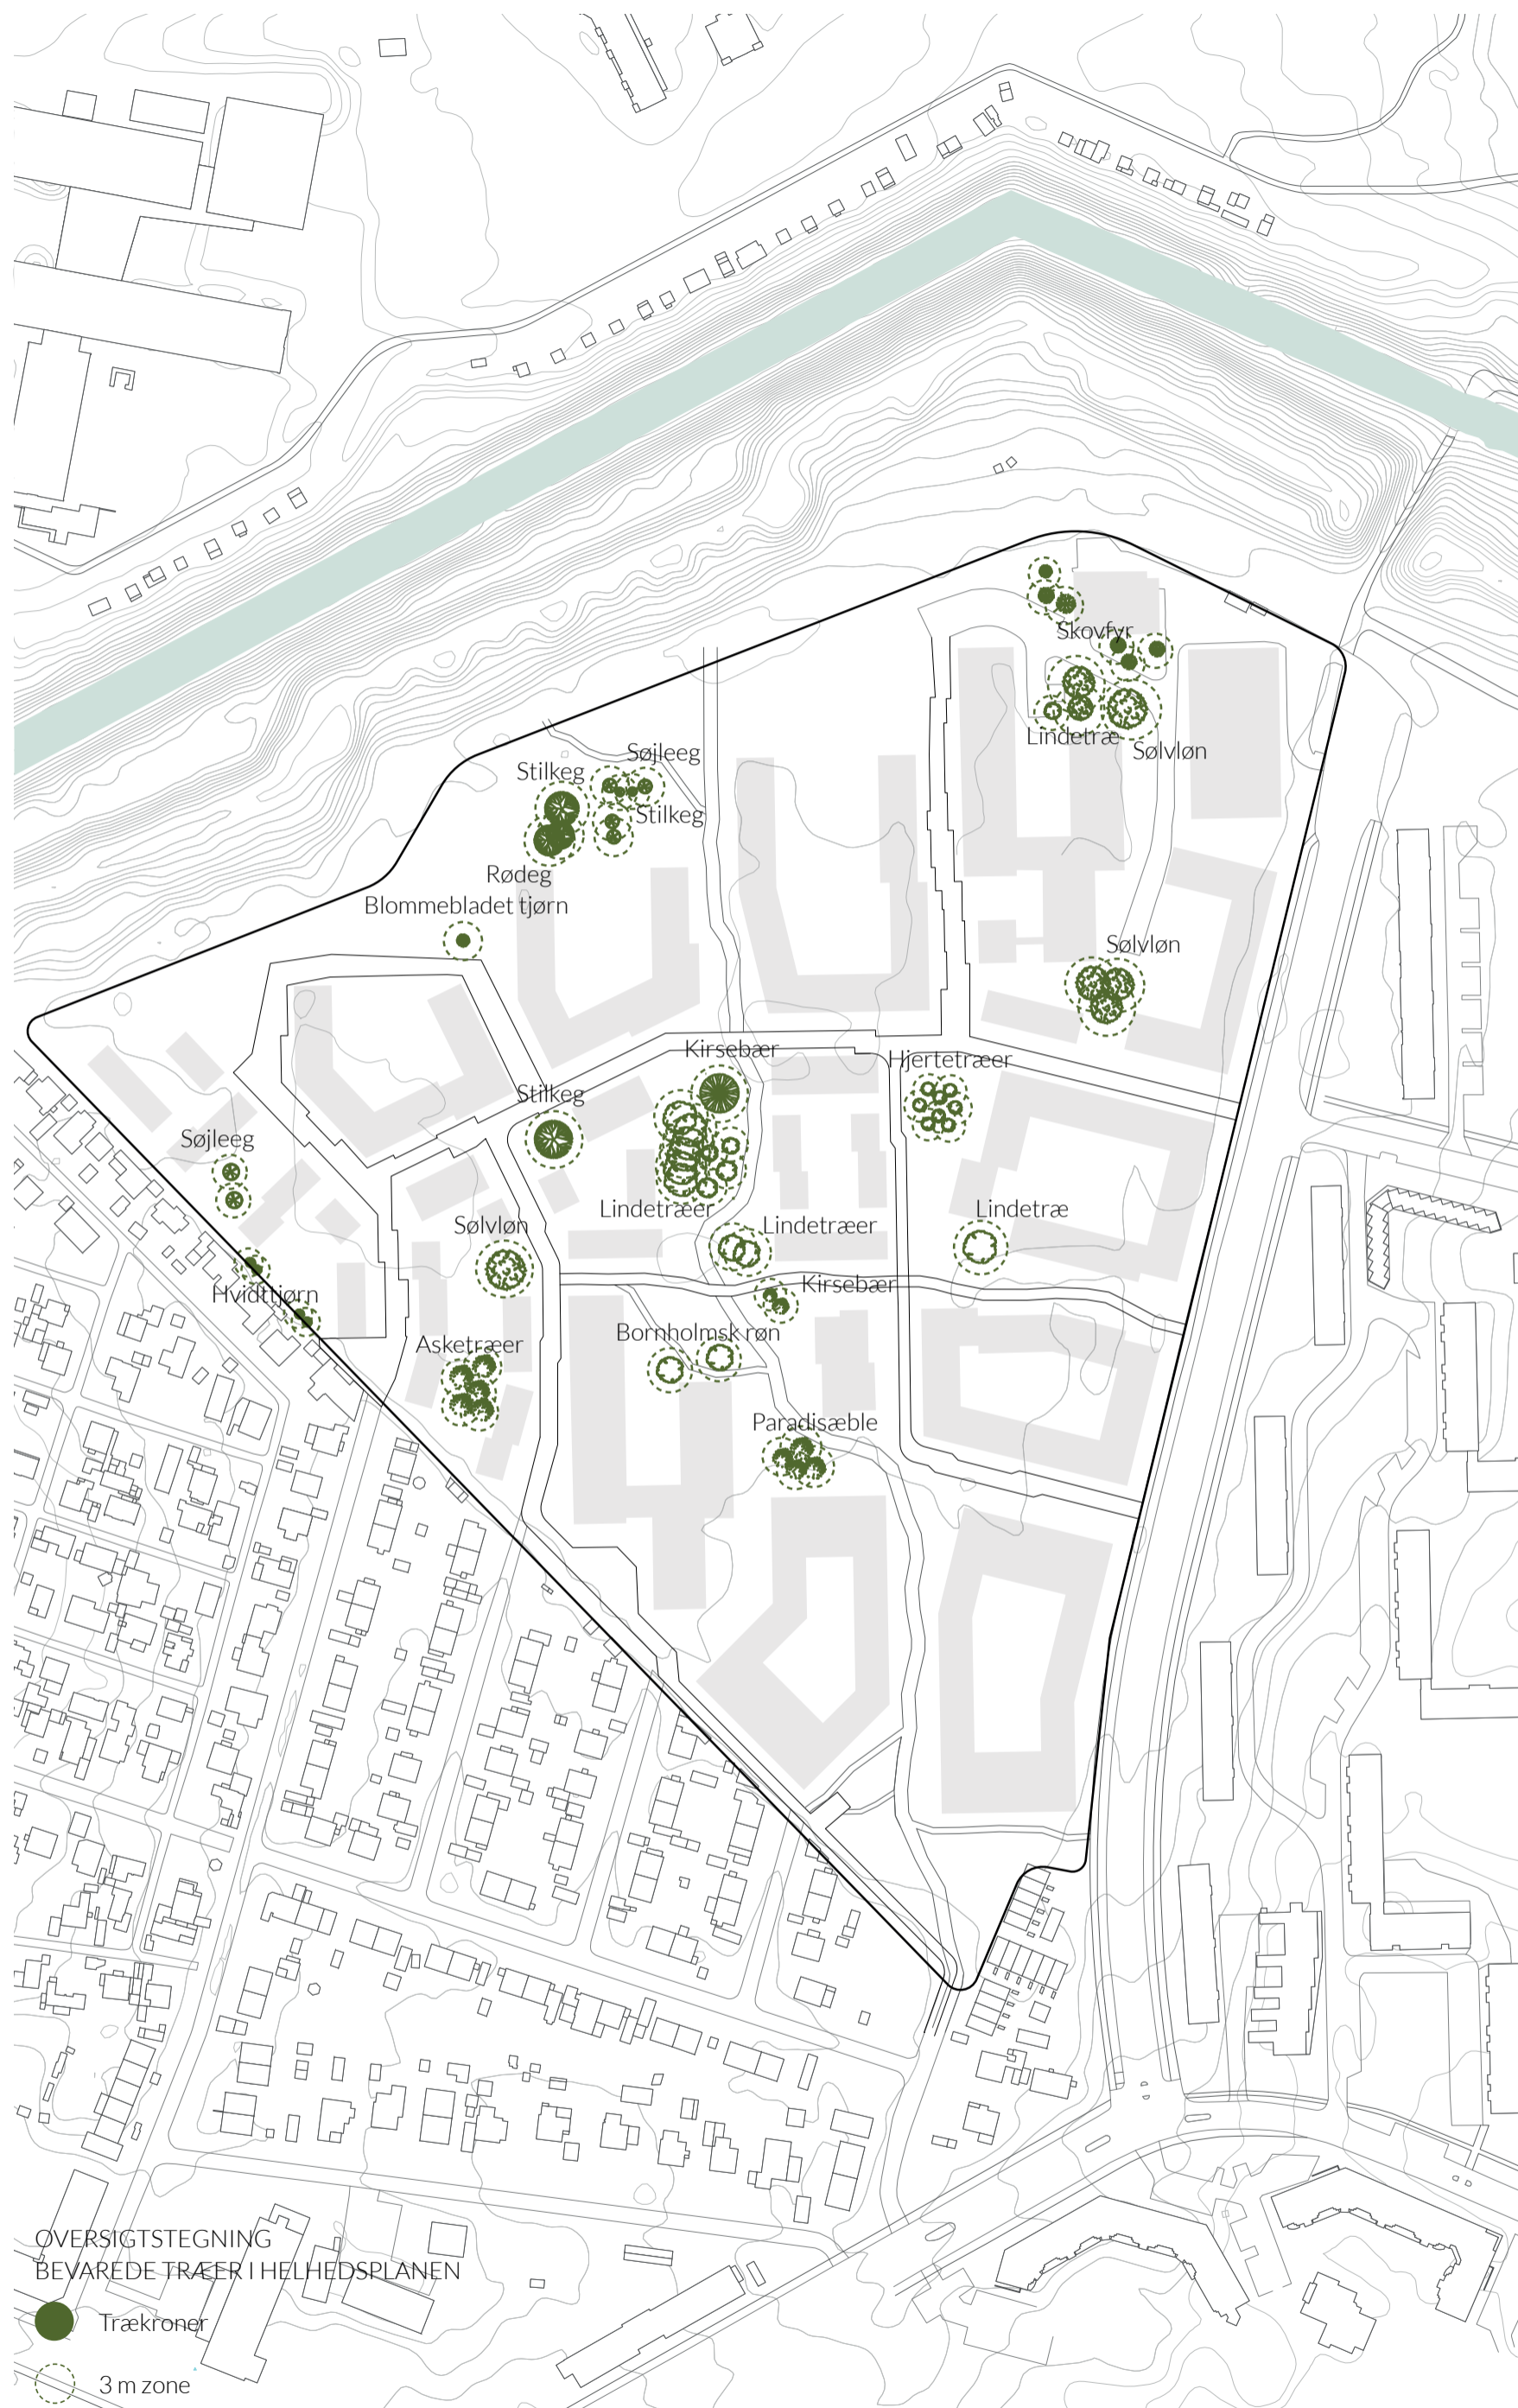 Skovfyr
Lindetræ
Sølvløn
Søjleeg
Stilkeg
Stilkeg
Rødeg
Blommebladet tjørn
Sølvløn
Kirsebær
Hjertetræer
Stilkeg
Søjleeg
Lindetræer
Lindetræ
Sølvløn
Lindetræer
Hvidttjørn
Kirsebær
Bornholmsk røn
Asketræer
Paradisæble
OVERSIGTSTEGNING
BEVAREDE TRÆER I HELHEDSPLANEN
Trækroner
3 m zone